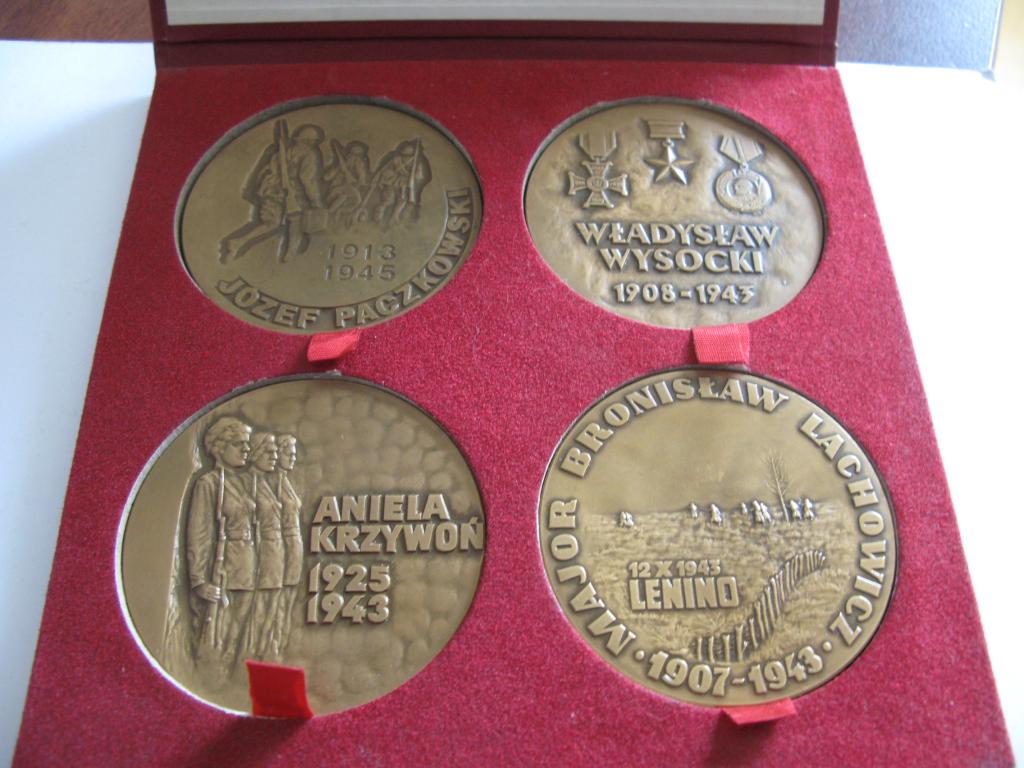 1913
1945
JÓZEF PACZKOWSKI
WŁADYSŁAW
WYSOCKI
1908-1943
ANIELA
KRZYWOŃ
1925
1943
MAJOR BRONISŁAW LACHOWICZ
12 X 1943
LENINO
· 1907-1943 ·